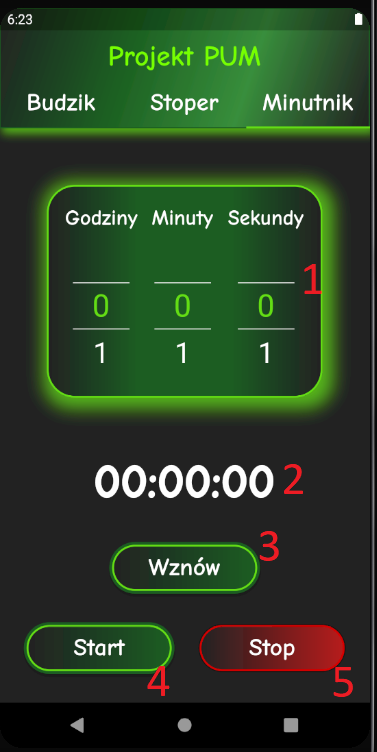 6:23
Projekt PUM
Budzik Stoper Minutnik
Godziny Minuty Sekundy
1
0 0 0
1 1 1
00:00:00 2
3
Wznów
Start Stop
4 5